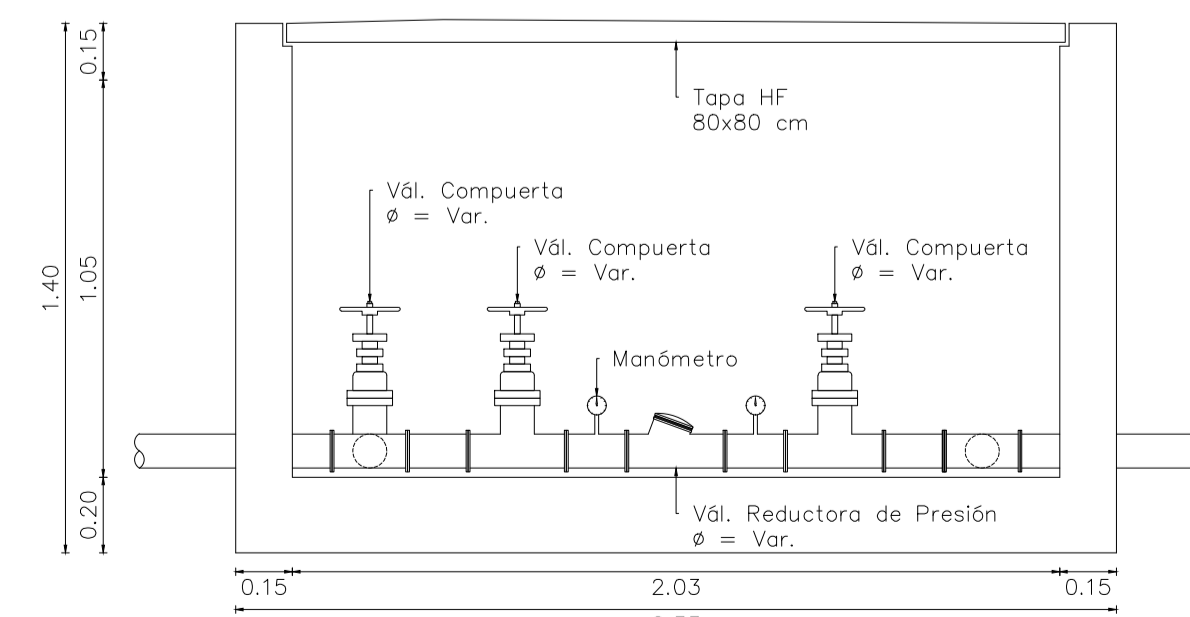 0.15
Tapa HF
80x80 cm
Vál. Compuerta
ø = Var.
Vál. Compuerta
ø = Var.
Vál. Compuerta
ø = Var.
1.40
1.05
Manómetro
0.20
Vál. Reductora de Presión
ø = Var.
0.15
2.03
0.15